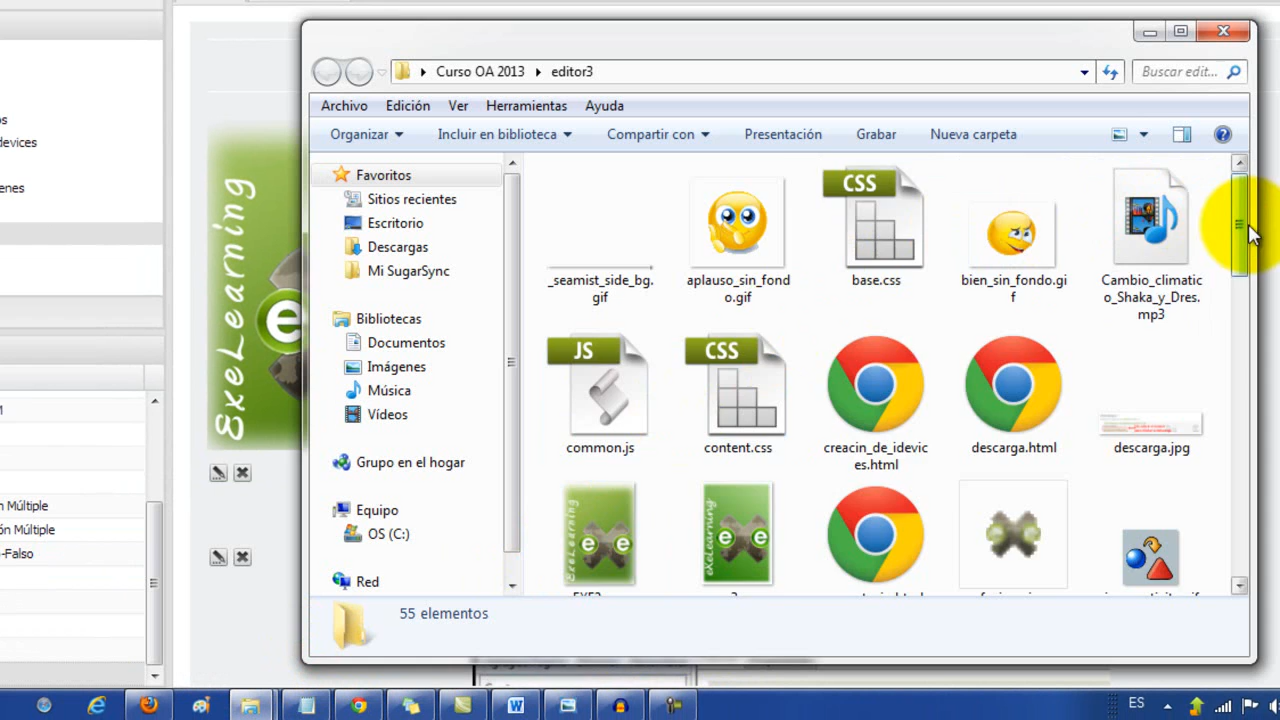 Curso OA 2013 editor3
Buscar edit...
Archivo Edición Ver Herramientas Ayuda
Organizar Incluir en biblioteca Compartir con Presentación Grabar Nueva carpeta
Favoritos
Sitios recientes
Escritorio
Descargas
Mi SugarSync
Bibliotecas
Documentos
Imágenes
Música
Vídeos
Grupo en el hogar
Equipo
OS (C:)
Red
_seamist_side_bg.
gif
aplauso_sin_fond
o.gif
CSS
base.css
bien_sin_fondo.gi
f
Cambio_climatic
o_Shaka_y_Dres.
mp3
JS
common.js
CSS
content.css
creacin_de_idevic
es.html
descarga.html
descarga.jpg
eXeLearning
eXeLearning
55 elementos
s
devices
enes
ExeLearning
e
M
n Múltiple
ón Múltiple
-Falso
ES